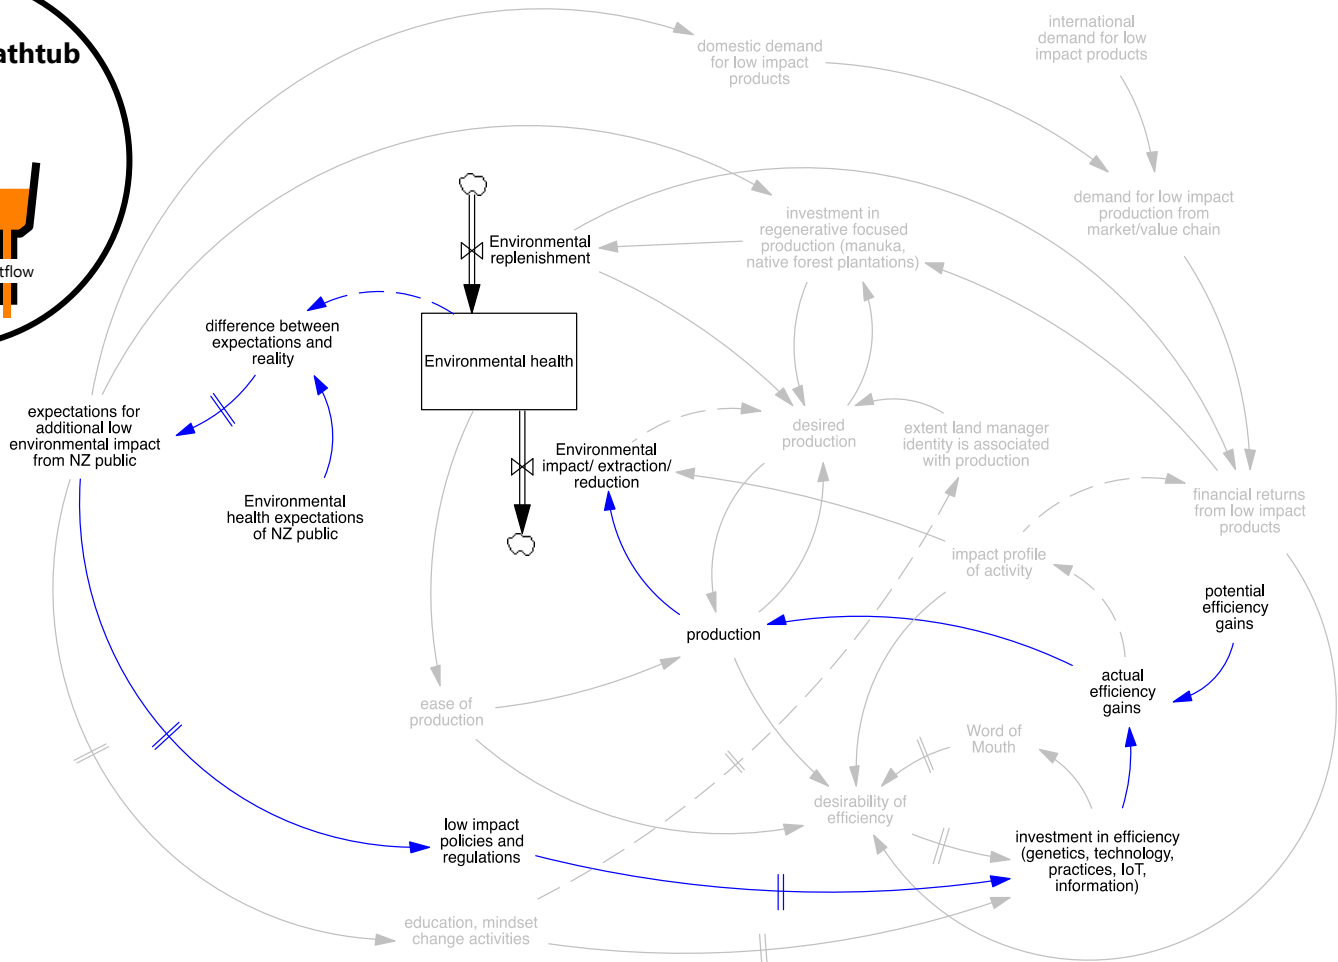 domestic demand
for low impact
products
international
demand for low
impact products
demand for low impact
production from
market/value chain
investment in
regenerative focused
production (manuka,
native forest plantations)
Environmental
replenishment
difference between
expectations and
reality
Environmental health
expectations for
additional low
environmental impact
from NZ public
Environmental
health expectations
of NZ public
Environmental
impact/ extraction/
reduction
desired
production
extent land manager
identity is associated
with production
financial returns
from low impact
products
impact profile
of activity
potential
efficiency
gains
production
actual
efficiency
gains
ease of
production
Word of
Mouth
desirability of
efficiency
low impact
policies and
regulations
investment in efficiency
(genetics, technology,
practices, IoT,
information)
education, mindset
change activities